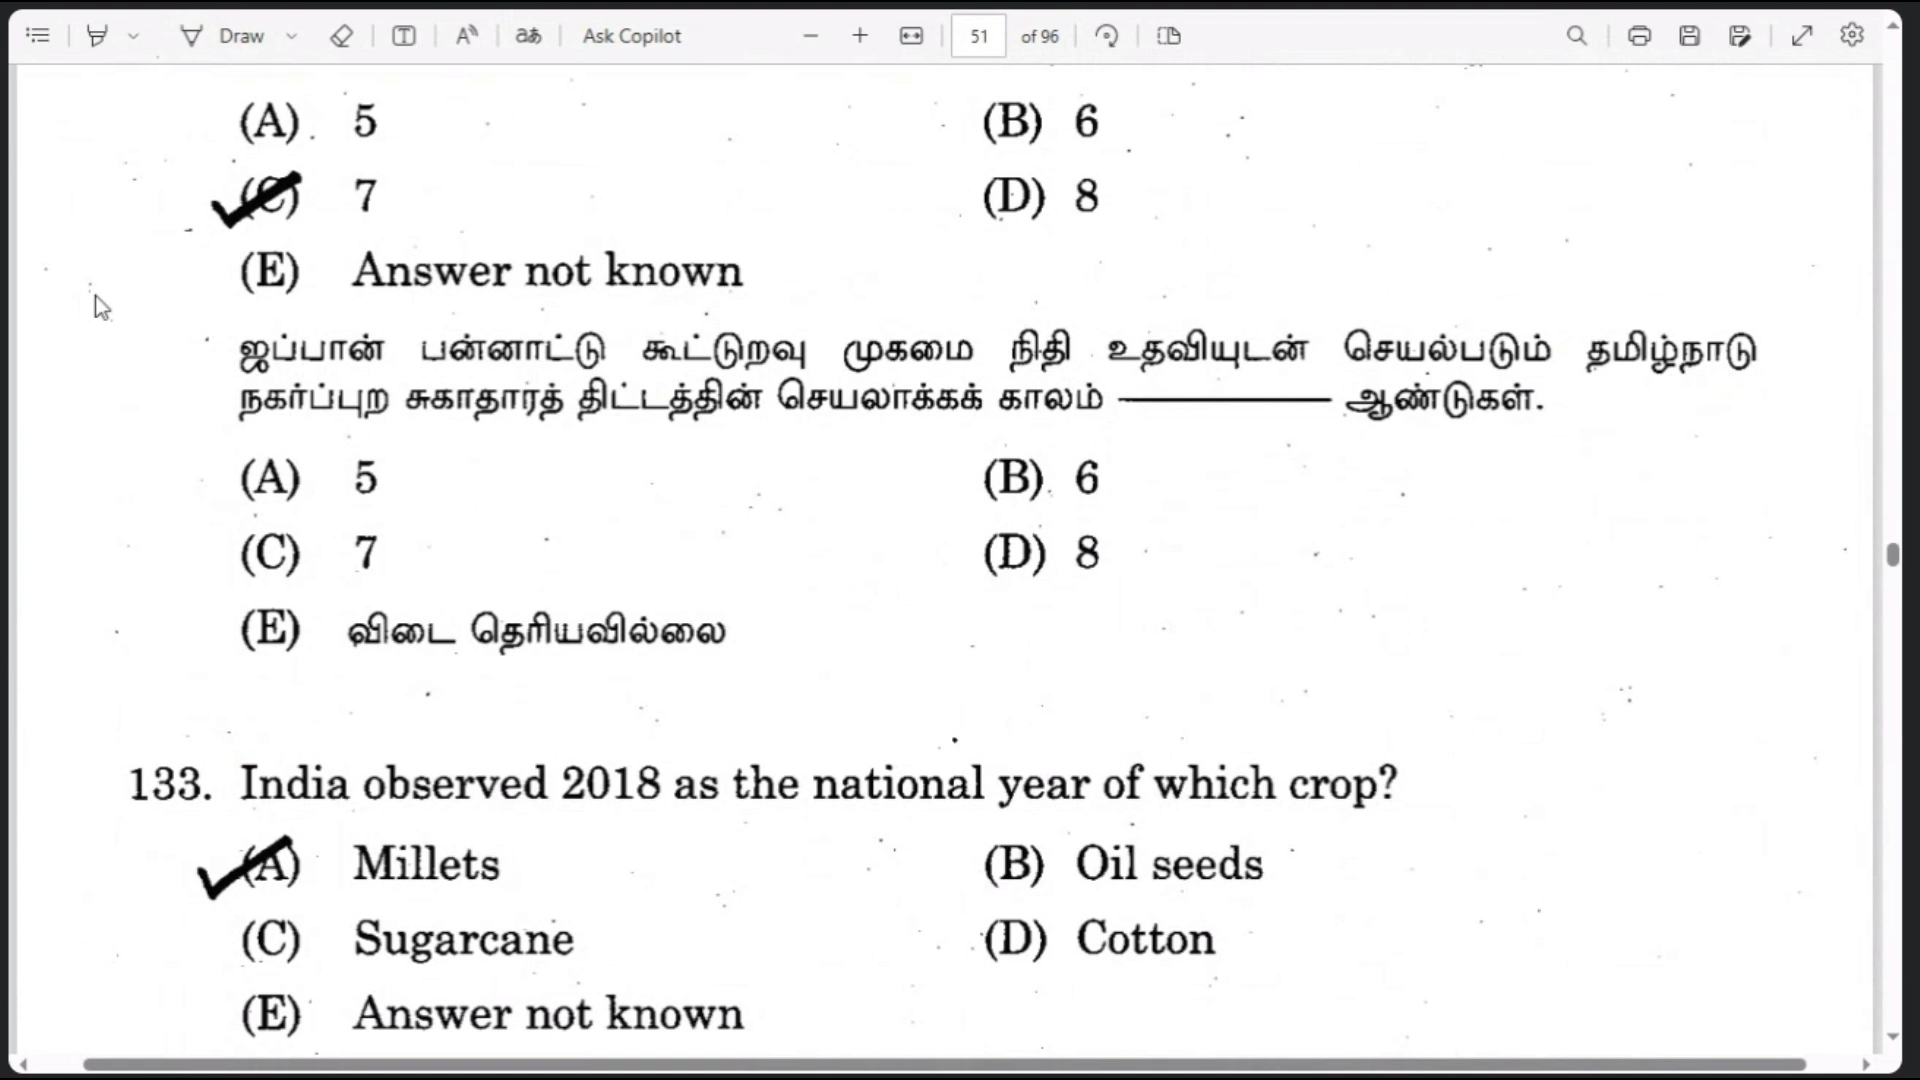 Draw Ask Copilot 51 of 96
(A) 5 (B) 6
(C) 7 (D) 8
(E) Answer not known
ஜப்பான் பன்னாட்டு கூட்டுறவு முகமை நிதி உதவியுடன் செயல்படும் தமிழ்நாடு
நகர்ப்புற சுகாதாரத் திட்டத்தின் செயலாக்கக் காலம் ———— ஆண்டுகள்.
(A) 5 (B) 6
(C) 7 (D) 8
(E) விடை தெரியவில்லை
133. India observed 2018 as the national year of which crop?
(A) Millets (B) Oil seeds
(C) Sugarcane (D) Cotton
(E) Answer not known